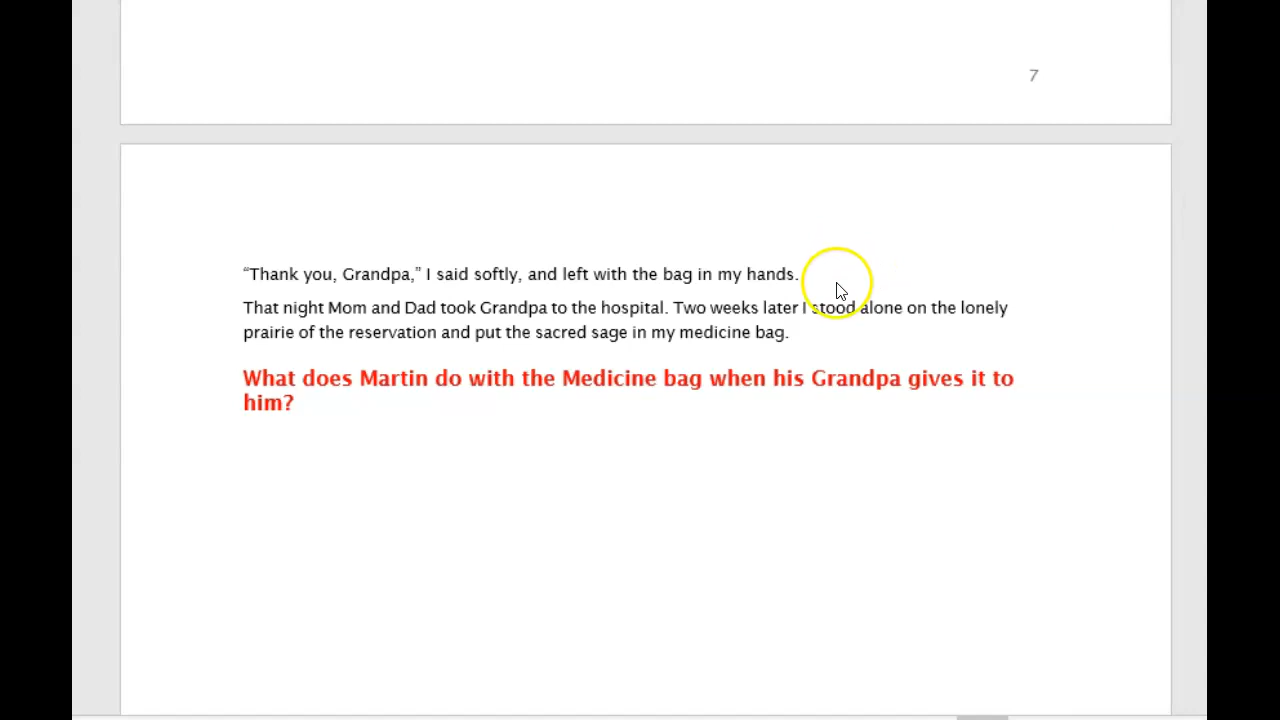 7
“Thank you, Grandpa,” I said softly, and left with the bag in my hands.
That night Mom and Dad took Grandpa to the hospital. Two weeks later I stood alone on the lonely
prairie of the reservation and put the sacred sage in my medicine bag.
What does Martin do with the Medicine bag when his Grandpa gives it to
him?